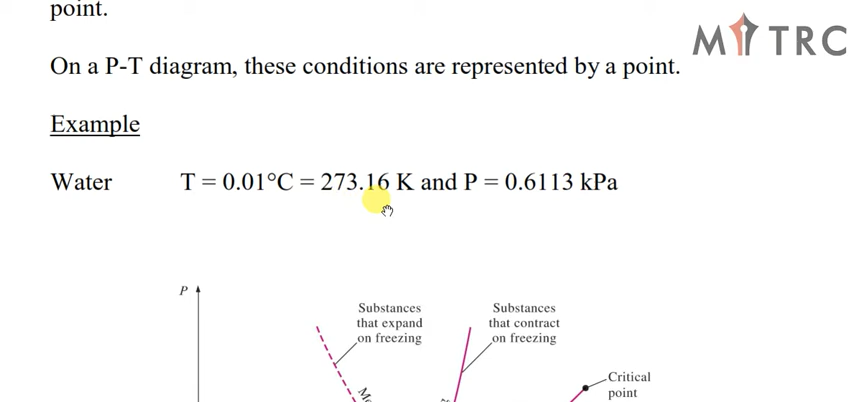 point.
MYTRC
On a P-T diagram, these conditions are represented by a point.
Example
Water T = 0.01°C = 273.16 K and P = 0.6113 kPa
P
Substances
that expand
on freezing
Substances
that contract
on freezing
Critical
point